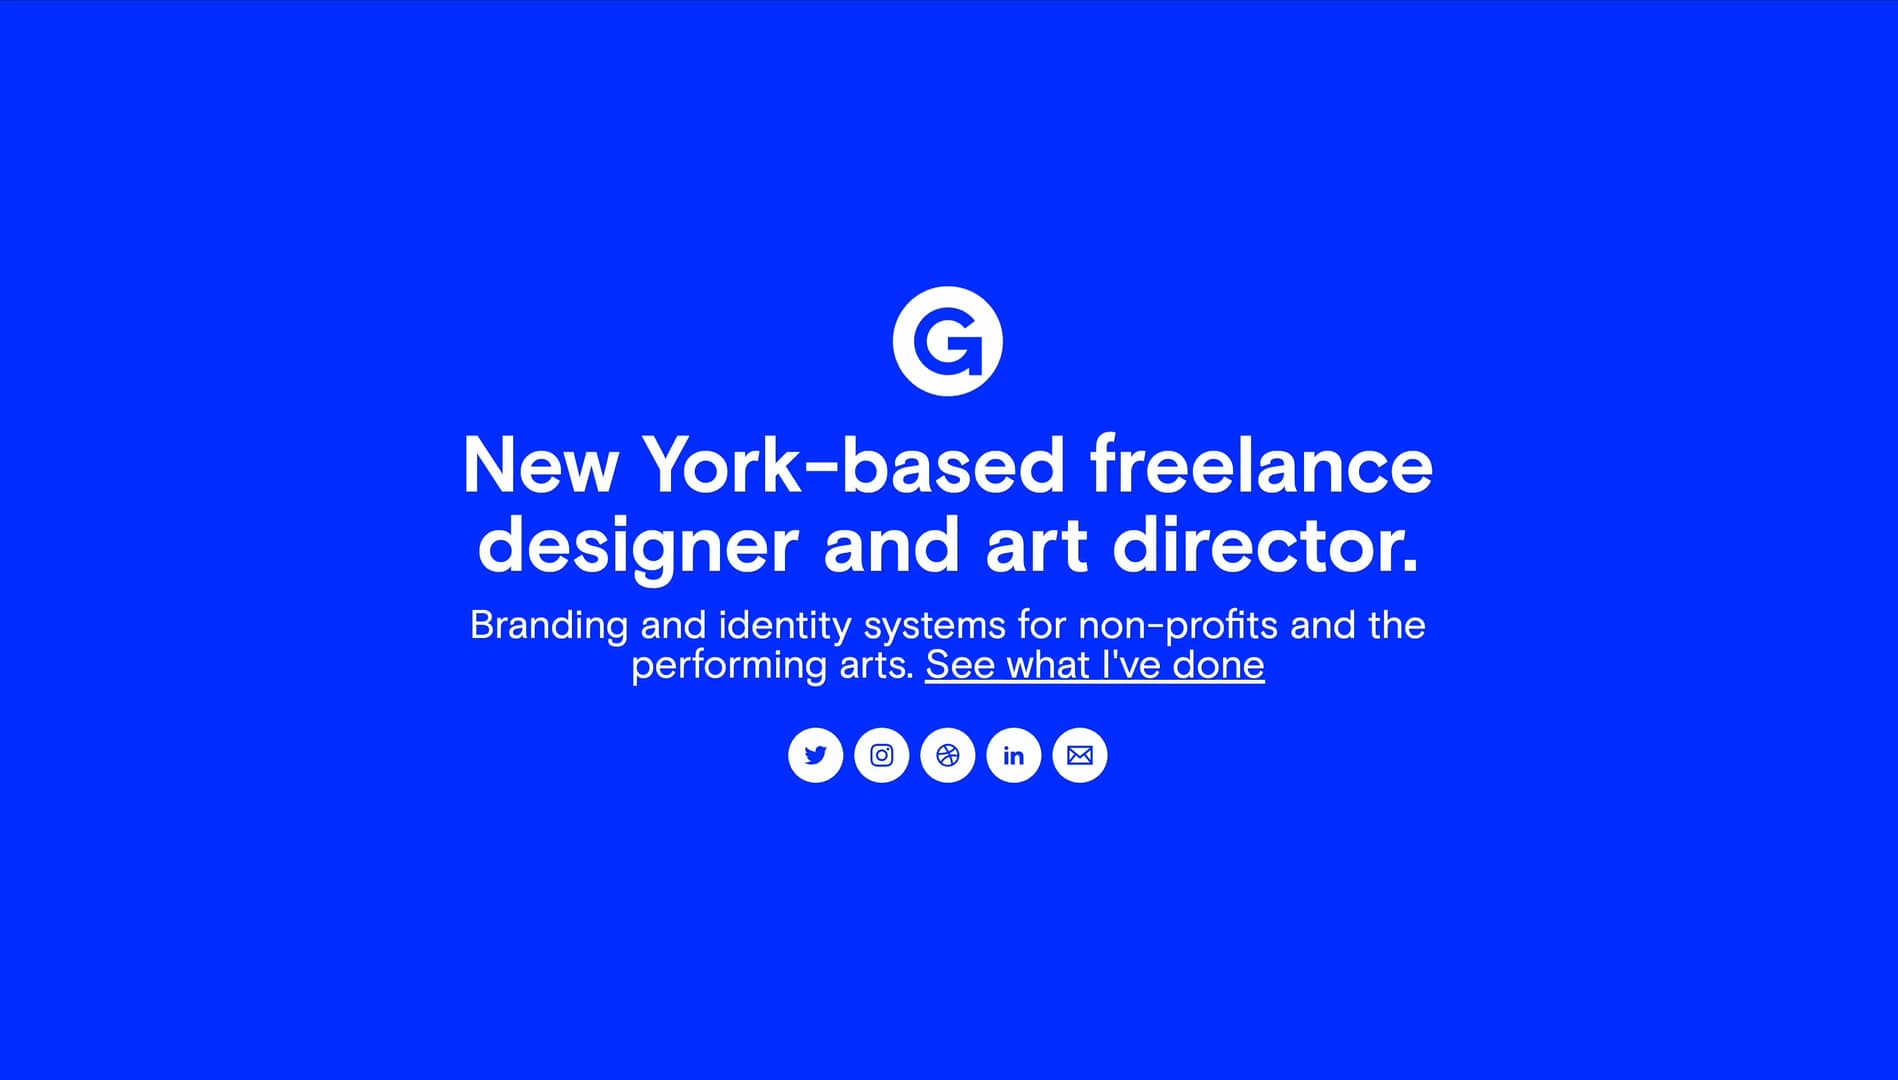 G
New York-based freelance
designer and art director.
Branding and identity systems for non-profits and the
performing arts. See what I've done
in